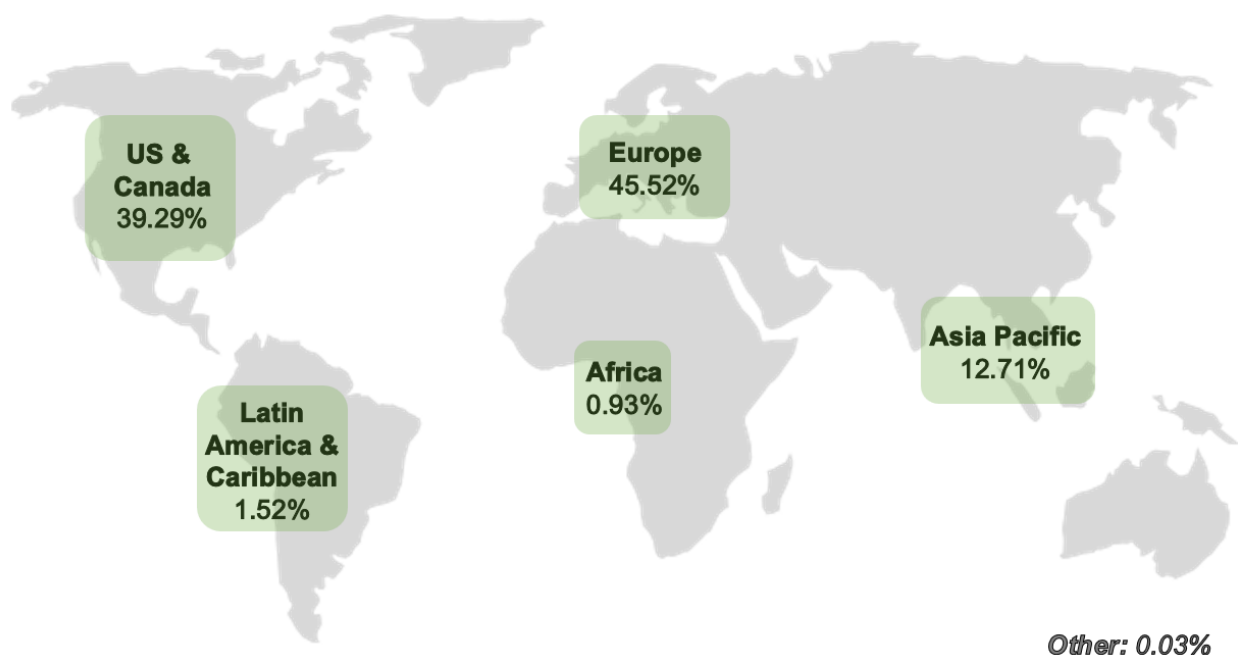 US &
Canada
39.29%
Europe
45.52%
Asia Pacific
12.71%
Africa
0.93%
Latin
America &
Caribbean
1.52%
Other: 0.03%